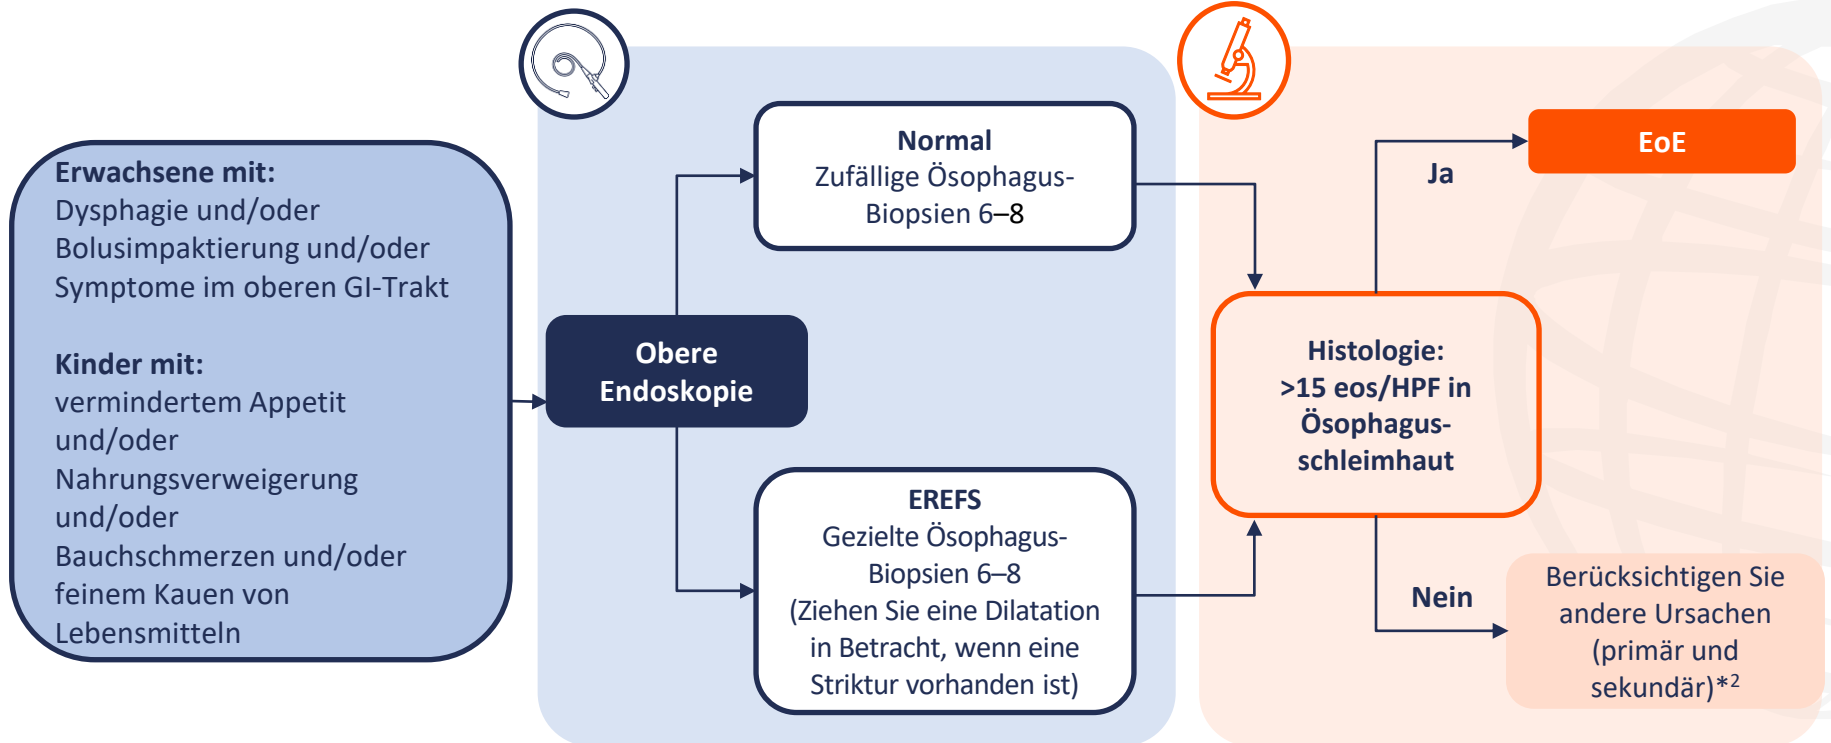 Erwachsene mit:
Dysphagie und/oder
Bolusimpaktierung und/oder
Symptome im oberen GI-Trakt
Kinder mit:
vermindertem Appetit
und/oder
Nahrungsverweigerung
und/oder
Bauchschmerzen und/oder
feinem Kauen von
Lebensmitteln
Obere
Endoskopie
Normal
Zufällige Ösophagus-
Biopsien 6–8
EREFS
Gezielte Ösophagus-
Biopsien 6–8
(Ziehen Sie eine Dilatation
in Betracht, wenn eine
Striktur vorhanden ist)
Histologie:
>15 eos/HPF in
Ösophagus-
schleimhaut
Ja
EoE
Nein
Berücksichtigen Sie
andere Ursachen
(primär und
sekundär)*²